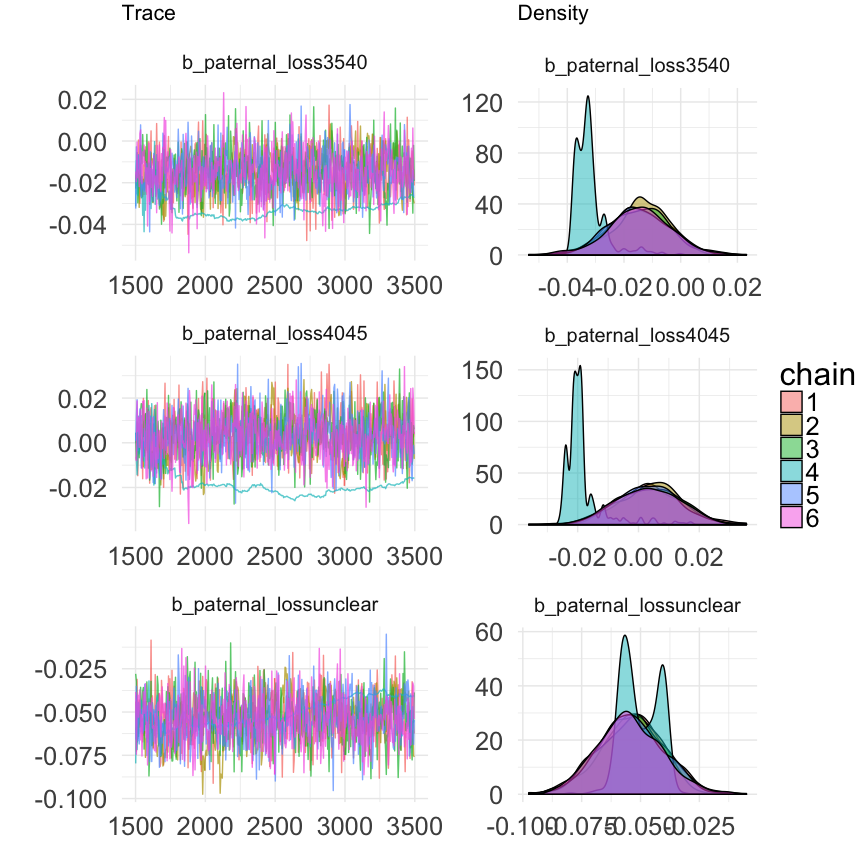 Trace
Density
b_paternal_loss3540
b_paternal_loss3540
0.02
0.00
-0.02
-0.04
1500 2000 2500 3000 3500
120
80
40
0
-0.04 -0.02 0.00 0.02
b_paternal_loss4045
b_paternal_loss4045
0.02
0.00
-0.02
1500 2000 2500 3000 3500
150
100
50
0
-0.02 0.00 0.02
chain
1
2
3
4
5
6
b_paternal_lossunclear
b_paternal_lossunclear
-0.025
-0.050
-0.075
-0.100
1500 2000 2500 3000 3500
60
40
20
0
-0.100 -0.075 -0.050 -0.025